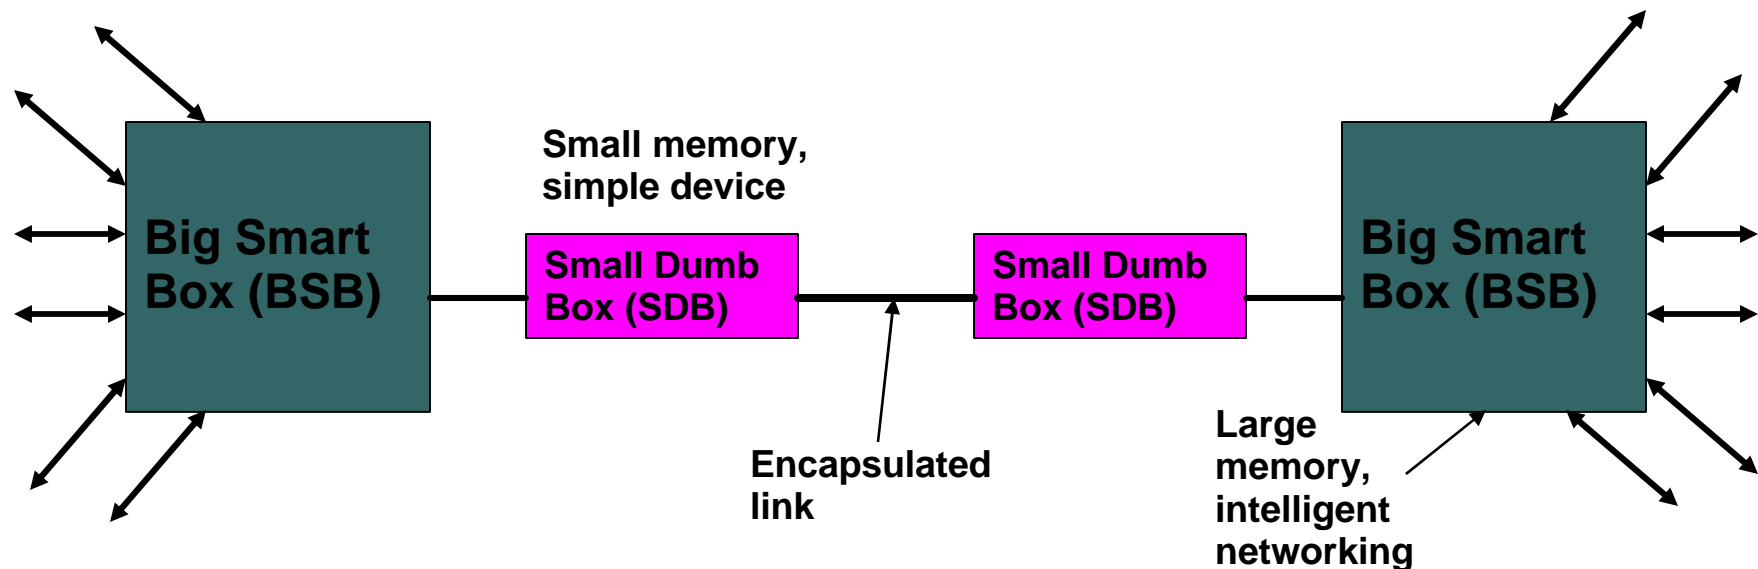 Small memory,
simple device
Big Smart
Box (BSB)
Small Dumb
Box (SDB)
Small Dumb
Box (SDB)
Big Smart
Box (BSB)
Encapsulated
link
Large
memory,
intelligent
networking